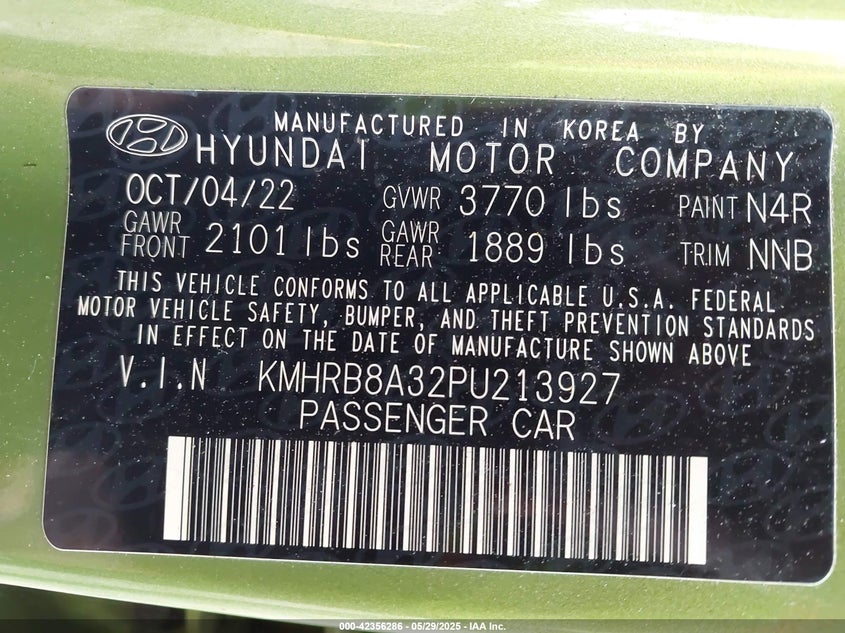 MANUFACTURED IN KOREA BY
HYUNDAI MOTOR COMPANY
OCT/04/22 GVWR 3770 lbs PAINT N4R
GAWR FRONT 2101 lbs GAWR REAR 1889 lbs TRIM NNB
THIS VEHICLE CONFORMS TO ALL APPLICABLE U.S.A. FEDERAL
MOTOR VEHICLE SAFETY, BUMPER, AND THEFT PREVENTION STANDARDS
IN EFFECT ON THE DATE OF MANUFACTURE SHOWN ABOVE
V.I.N KMHRB8A32PU213927
PASSENGER CAR
000-42356286 - 05/29/2025 - IAA Inc.